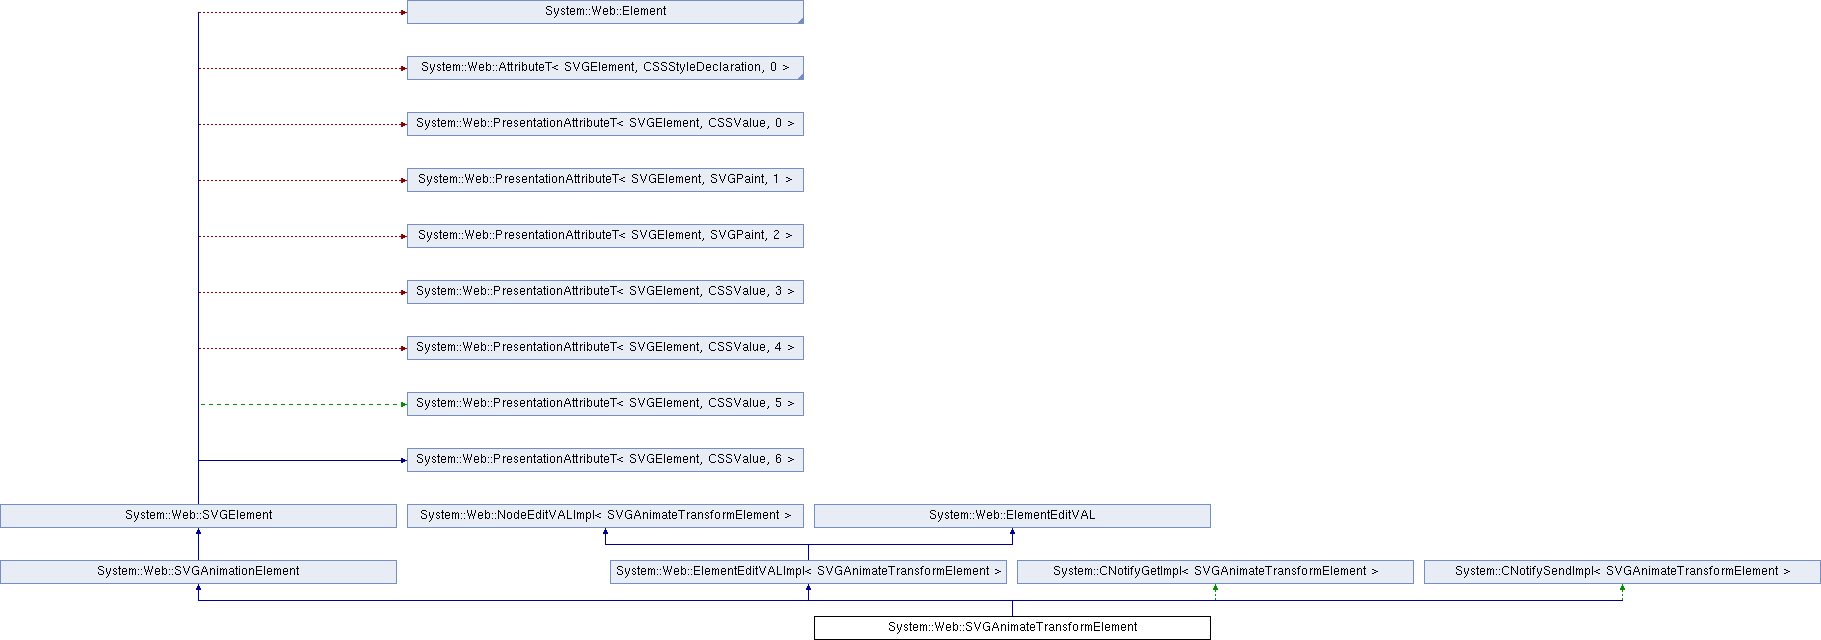 System::Web::Element
System::Web::AttributeT< SVGElement, CSSStyleDeclaration, 0 >
System::Web::PresentationAttributeT< SVGElement, CSSValue, 0 >
System::Web::PresentationAttributeT< SVGElement, SVGPaint, 1 >
System::Web::PresentationAttributeT< SVGElement, SVGPaint, 2 >
System::Web::PresentationAttributeT< SVGElement, CSSValue, 3 >
System::Web::PresentationAttributeT< SVGElement, CSSValue, 4 >
System::Web::PresentationAttributeT< SVGElement, CSSValue, 5 >
System::Web::PresentationAttributeT< SVGElement, CSSValue, 6 >
System::Web::SVGElement
System::Web::NodeEditVALImpl< SVGAnimateTransformElement >
System::Web::ElementEditVAL
System::Web::SVGAnimationElement
System::Web::ElementEditVALImpl< SVGAnimateTransformElement >
System::CNotifyGetImpl< SVGAnimateTransformElement >
System::CNotifySendImpl< SVGAnimateTransformElement >
System::Web::SVGAnimateTransformElement